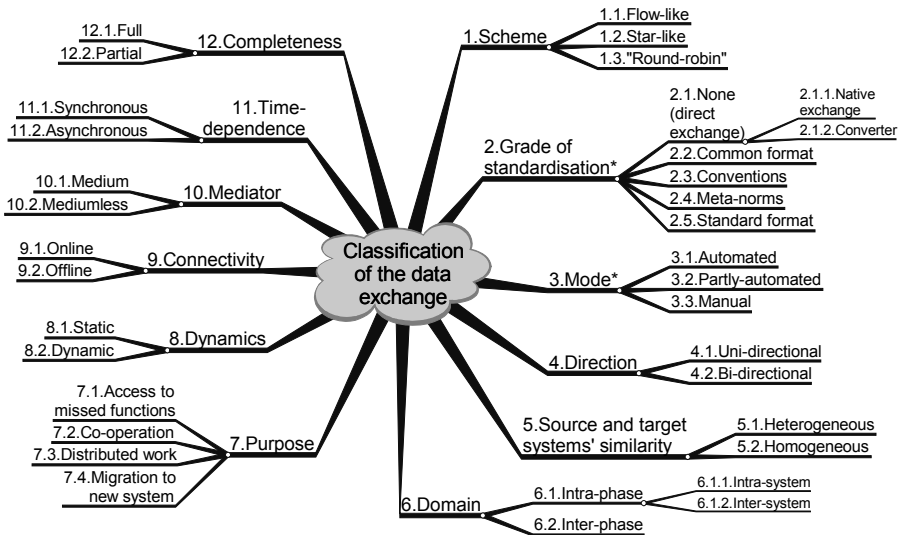 Classification
of the data
exchange
1.Scheme
1.1.Flow-like
1.2.Star-like
1.3."Round-robin"
2.Grade of
standardisation*
2.1.None
(direct
exchange)
2.1.1.Native
exchange
2.1.2.Converter
2.2.Common format
2.3.Conventions
2.4.Meta-norms
2.5.Standard format
3.Mode*
3.1.Automated
3.2.Partly-automated
3.3.Manual
4.Direction
4.1.Uni-directional
4.2.Bi-directional
5.Source and target
systems' similarity
5.1.Heterogeneous
5.2.Homogeneous
6.Domain
6.1.Intra-phase
6.1.1.Intra-system
6.1.2.Inter-system
6.2.Inter-phase
7.Purpose
7.1.Access to
missed functions
7.2.Co-operation
7.3.Distributed work
7.4.Migration to
new system
8.Dynamics
8.1.Static
8.2.Dynamic
9.Connectivity
9.1.Online
9.2.Offline
10.Mediator
10.1.Medium
10.2.Mediumless
11.Time-
dependence
11.1.Synchronous
11.2.Asynchronous
12.Completeness
12.1.Full
12.2.Partial